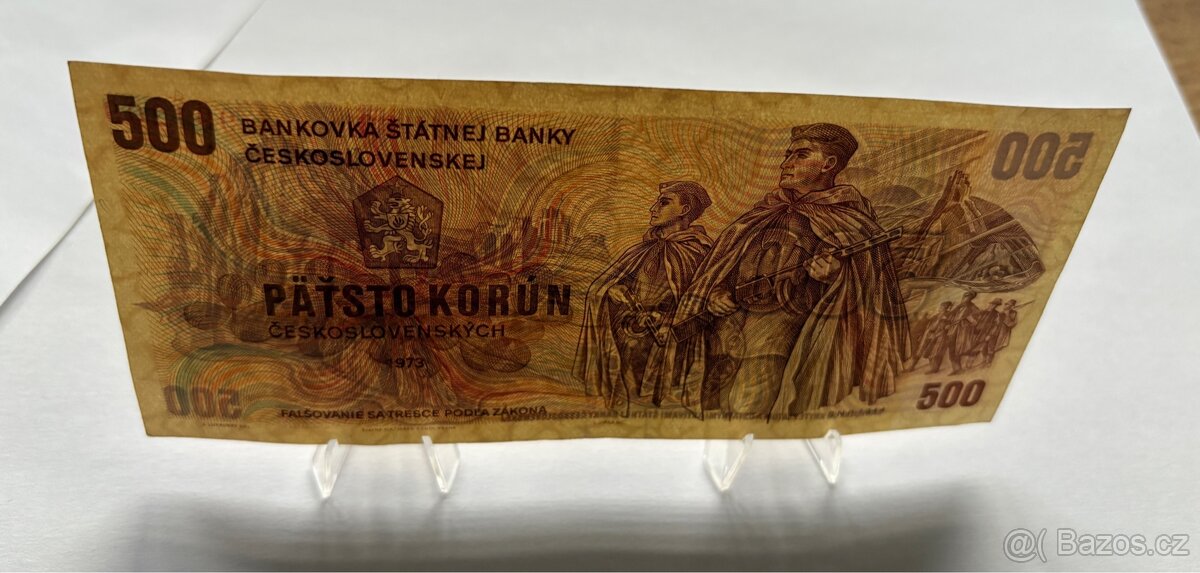 500
BANKOVKA ŠTÁTNEJ BANKY
ČESKOSLOVENSKEJ
500
PÄŤSTO KORÚN
ČESKOSLOVENSKÝCH
1973
500
FALŠOVANIE SA TRESCE PODĽA ZÁKONA
500
@( Bazos.cz